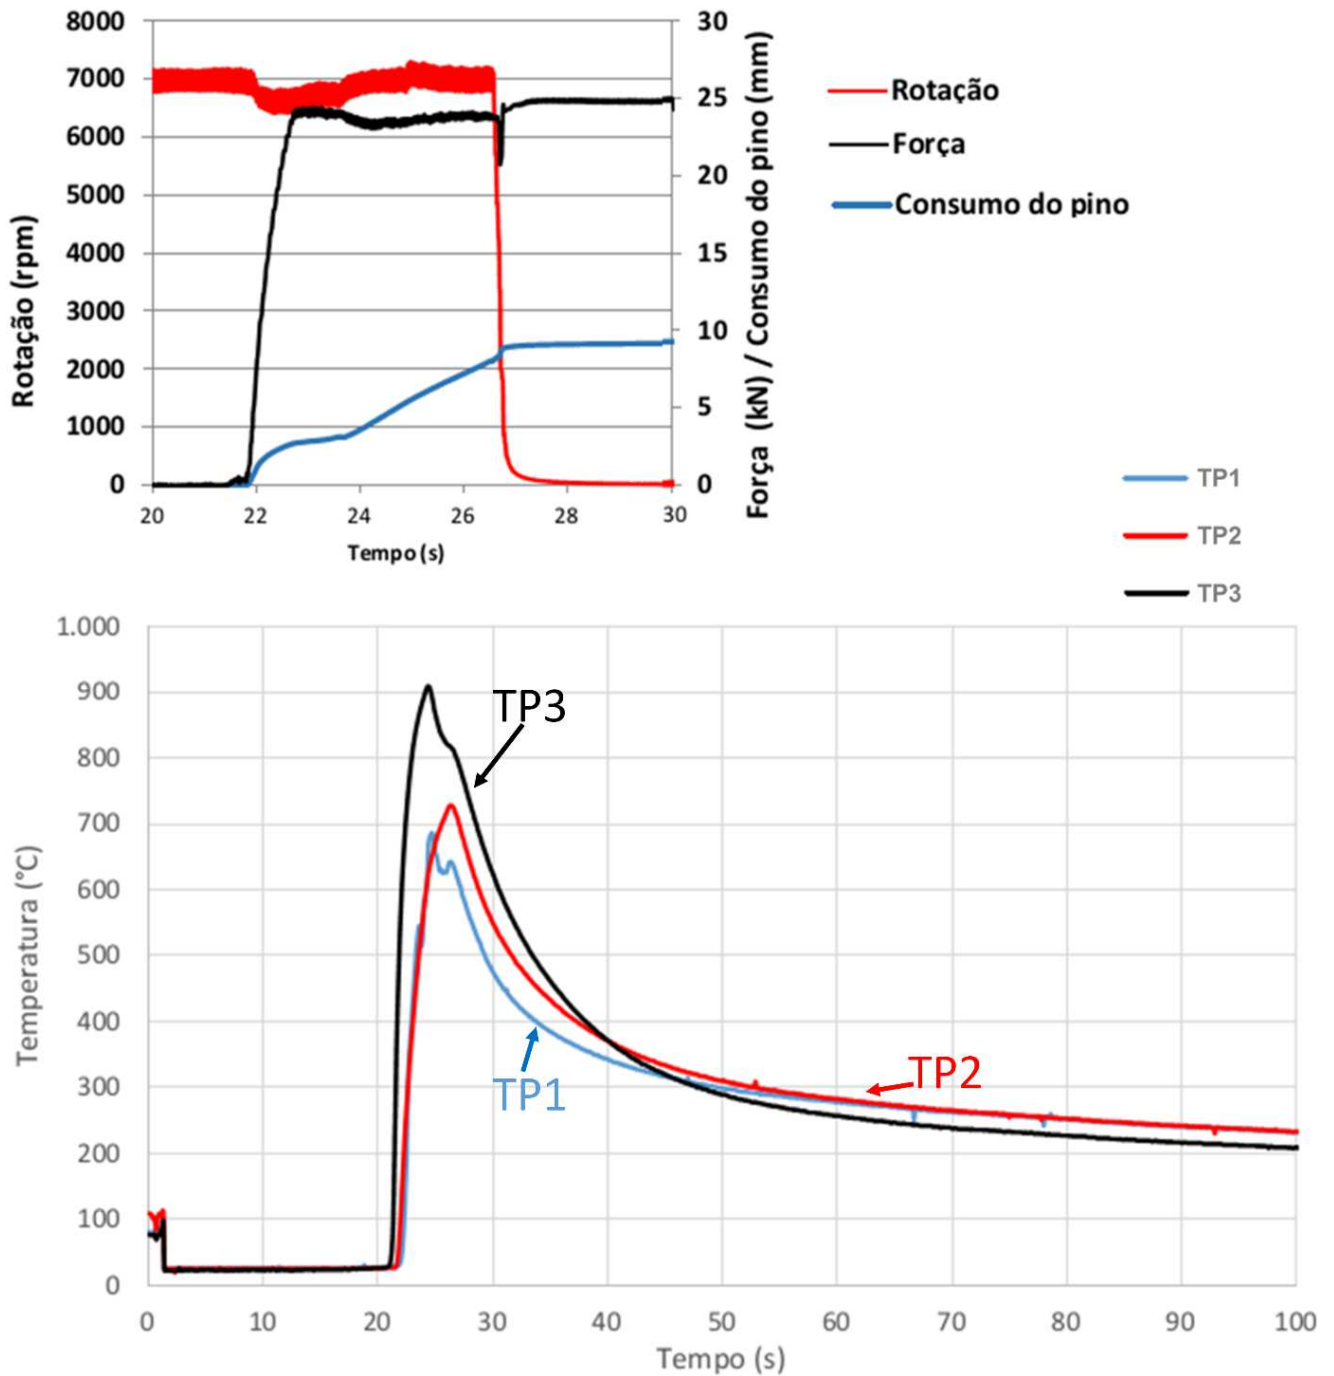 8000
7000
6000
5000
4000
3000
2000
1000
0
Rotação (rpm)
30
25
20
15
10
5
0
Força (kN) / Consumo do pino (mm)
20 22 24 26 28 30
Tempo (s)
Rotação
Força
Consumo do pino
TP1
TP2
TP3
1.000
900
800
700
600
500
400
300
200
100
0
Temperatura (°C)
TP3
TP1
TP2
0 10 20 30 40 50 60 70 80 90 100
Tempo (s)